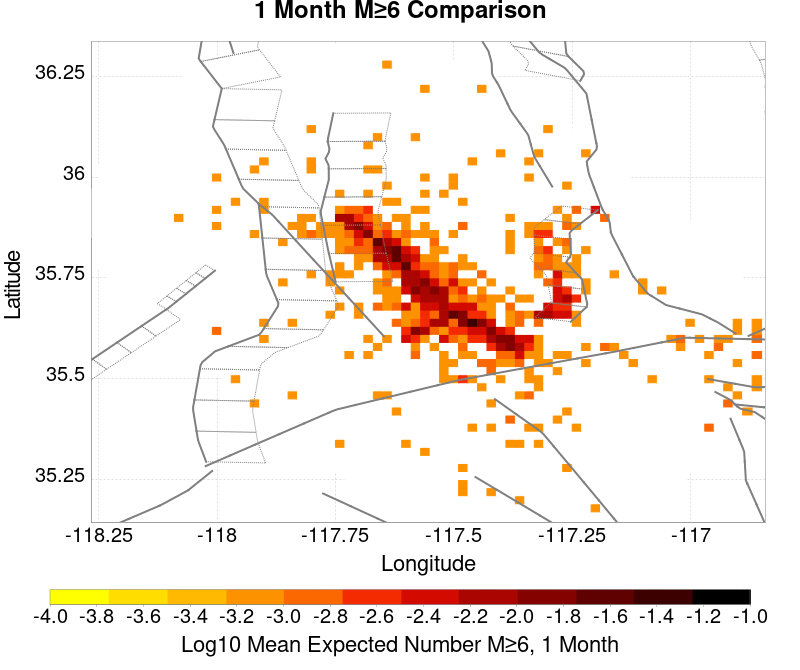 1 Month M≥6 Comparison
36.25
36
35.75
35.5
35.25
Latitude
-118.25 -118 -117.75 -117.5 -117.25 -117
Longitude
-4.0 -3.8 -3.6 -3.4 -3.2 -3.0 -2.8 -2.6 -2.4 -2.2 -2.0 -1.8 -1.6 -1.4 -1.2 -1.0
Log10 Mean Expected Number M≥6, 1 Month